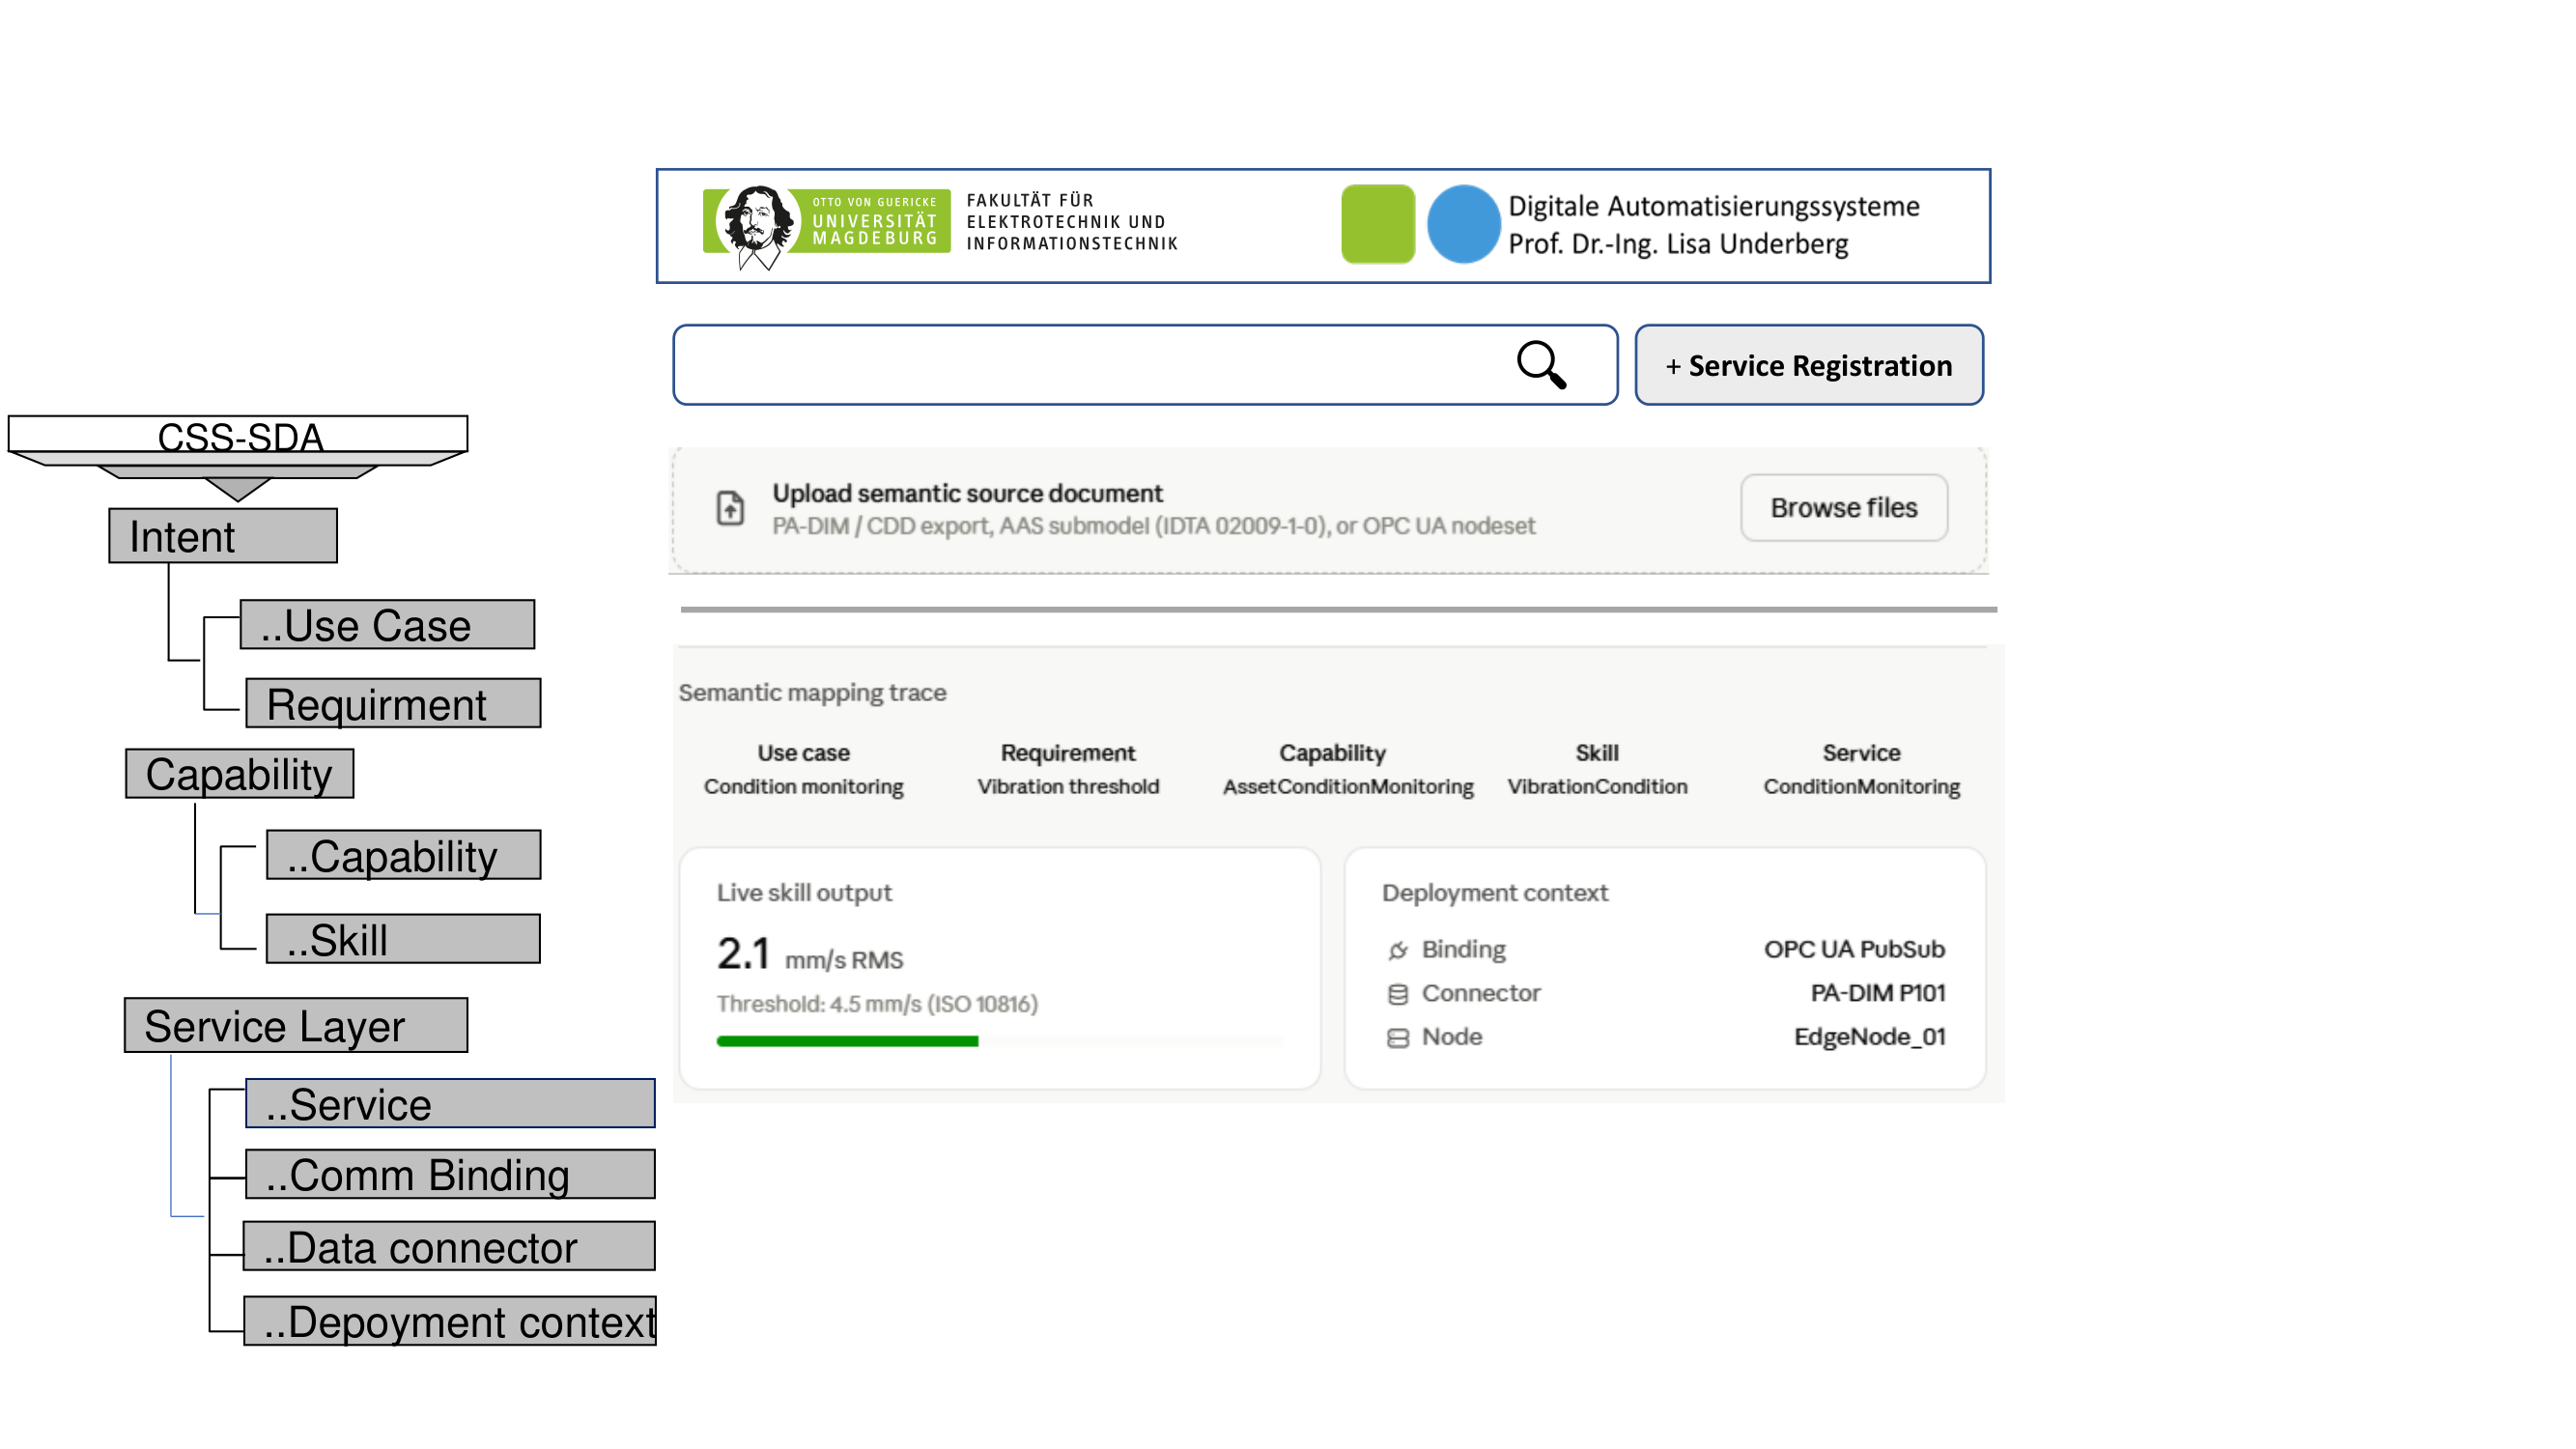 OTTO VON GUERICKE
UNIVERSITÄT
MAGDEBURG
FAKULTÄT FÜR
ELEKTROTECHNIK UND
INFORMATIONSTECHNIK
Digitale Automatisierungssysteme
Prof. Dr.-Ing. Lisa Underberg
+ Service Registration
CSS-SDA
Intent
..Use Case
Requirment
Capability
..Capability
..Skill
Service Layer
..Service
..Comm Binding
..Data connector
..Depoyment context
Upload semantic source document
PA-DIM / CDD export, AAS submodel (IDTA 02009-1-0), or OPC UA nodeset
Browse files
Semantic mapping trace
Use case Requirement Capability Skill Service
Condition monitoring Vibration threshold AssetConditionMonitoring VibrationCondition ConditionMonitoring
Live skill output
2.1 mm/s RMS
Threshold: 4.5 mm/s (ISO 10816)
Deployment context
Binding OPC UA PubSub
Connector PA-DIM P101
Node EdgeNode_01